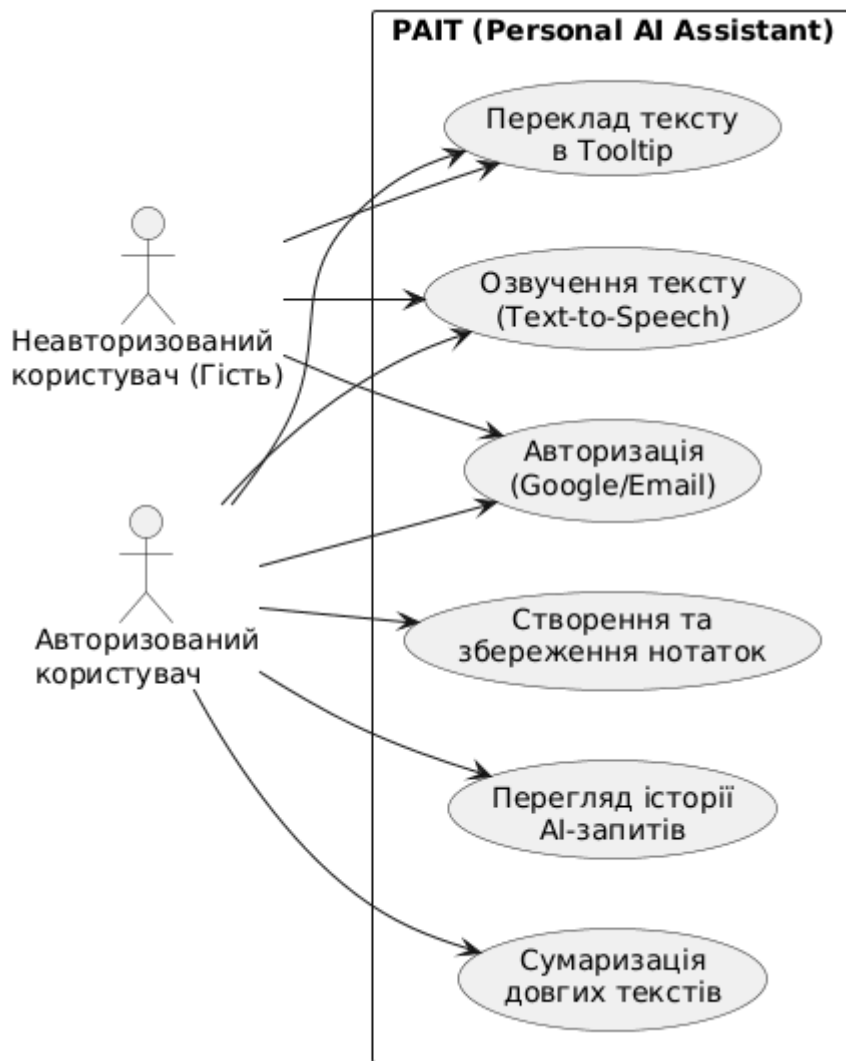 PAIT (Personal AI Assistant)
Переклад тексту
в Tooltip
Озвучення тексту
(Text-to-Speech)
Неавторизований
користувач (Гість)
Авторизація
(Google/Email)
Створення та
збереження нотаток
Авторизований
користувач
Перегляд історії
AI-запитів
Сумаризація
довгих текстів